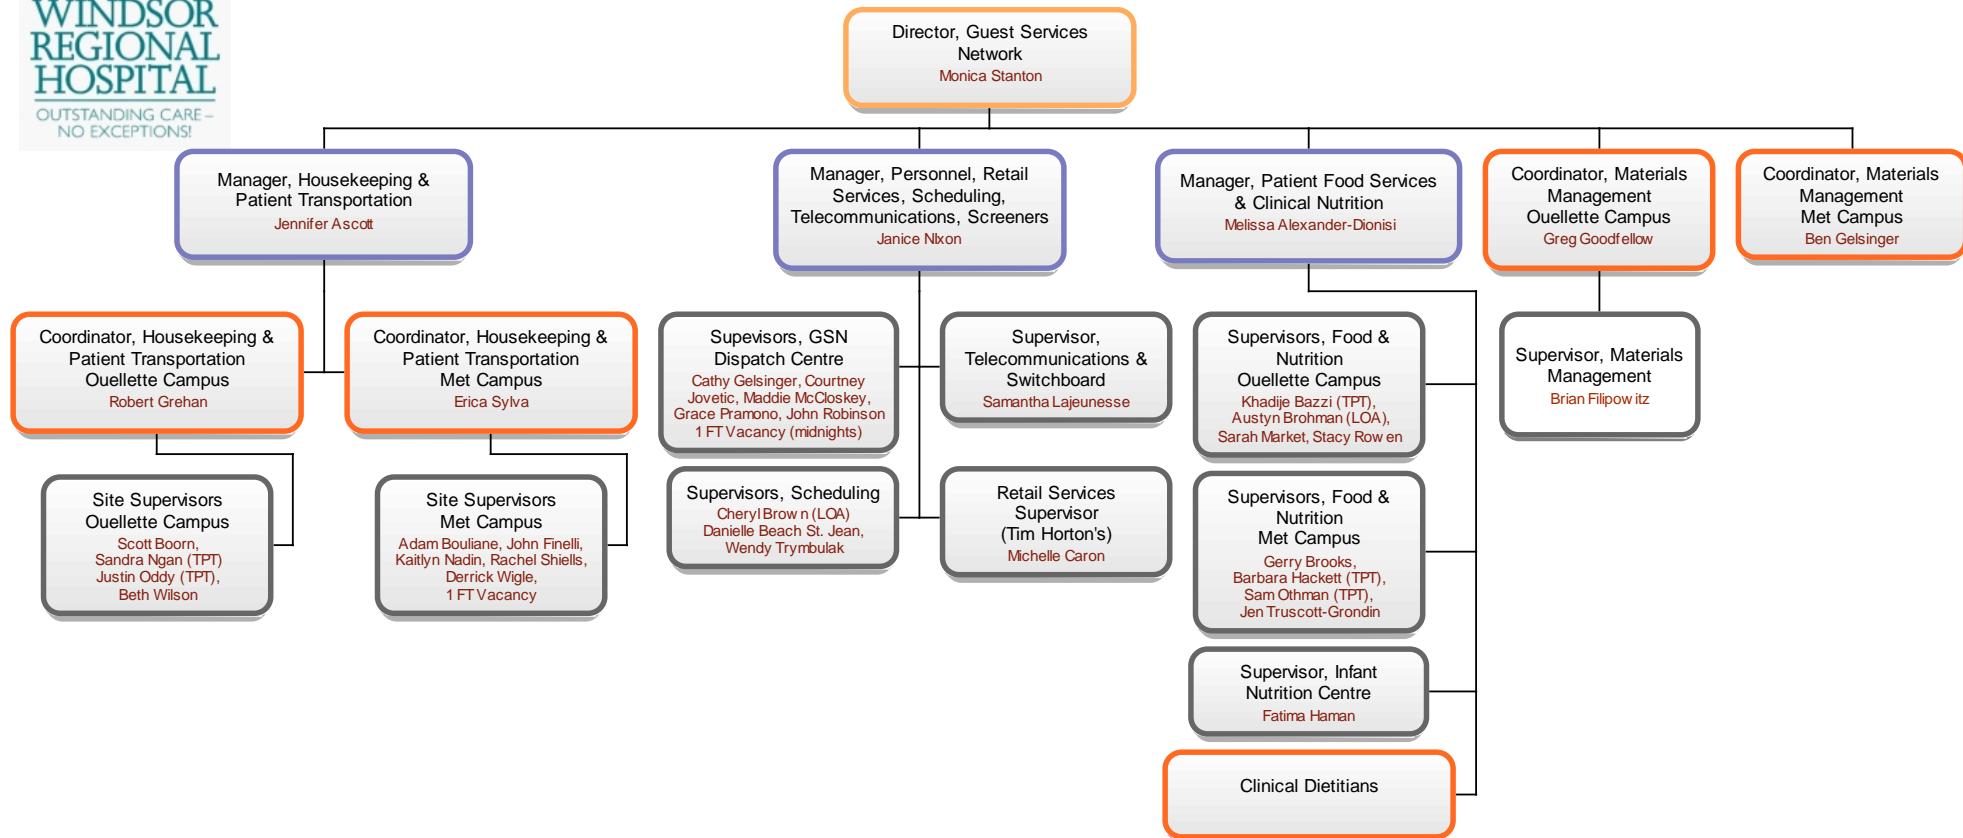 WINDSOR
REGIONAL
HOSPITAL
OUTSTANDING CARE –
NO EXCEPTIONS!
Director, Guest Services
Network
Monica Stanton
Manager, Housekeeping &
Patient Transportation
Jennifer Ascott
Manager, Personnel, Retail
Services, Scheduling,
Telecommunications, Screeners
Janice NIxon
Manager, Patient Food Services
& Clinical Nutrition
Melissa Alexander-Dionisi
Coordinator, Materials
Management
Ouellette Campus
Greg Goodfellow
Coordinator, Materials
Management
Met Campus
Ben Gelsinger
Coordinator, Housekeeping &
Patient Transportation
Ouellette Campus
Robert Grehan
Coordinator, Housekeeping &
Patient Transportation
Met Campus
Erica Sylva
Supevisors, GSN
Dispatch Centre
Cathy Gelsinger, Courtney
Jovetic, Maddie McCloskey,
Grace Pramono, John Robinson
1 FT Vacancy (midnights)
Supervisor,
Telecommunications &
Switchboard
Samantha Lajeunesse
Supervisors, Food &
Nutrition
Ouellette Campus
Khadije Bazzi (TPT),
Austyn Brohman (LOA),
Sarah Market, Stacy Rowen
Supervisor, Materials
Management
Brian Filipowitz
Site Supervisors
Ouellette Campus
Scott Boorn,
Sandra Ngan (TPT)
Justin Oddy (TPT),
Beth Wilson
Site Supervisors
Met Campus
Adam Bouliane, John Finelli,
Kaitlyn Nadin, Rachel Shiells,
Derrick Wigle,
1 FT Vacancy
Supervisors, Scheduling
Cheryl Brown (LOA)
Danielle Beach St. Jean,
Wendy Trymbulak
Retail Services
Supervisor
(Tim Horton's)
Michelle Caron
Supervisors, Food &
Nutrition
Met Campus
Gerry Brooks,
Barbara Hackett (TPT),
Sam Othman (TPT),
Jen Truscott-Grondin
Supervisor, Infant
Nutrition Centre
Fatima Haman
Clinical Dietitians